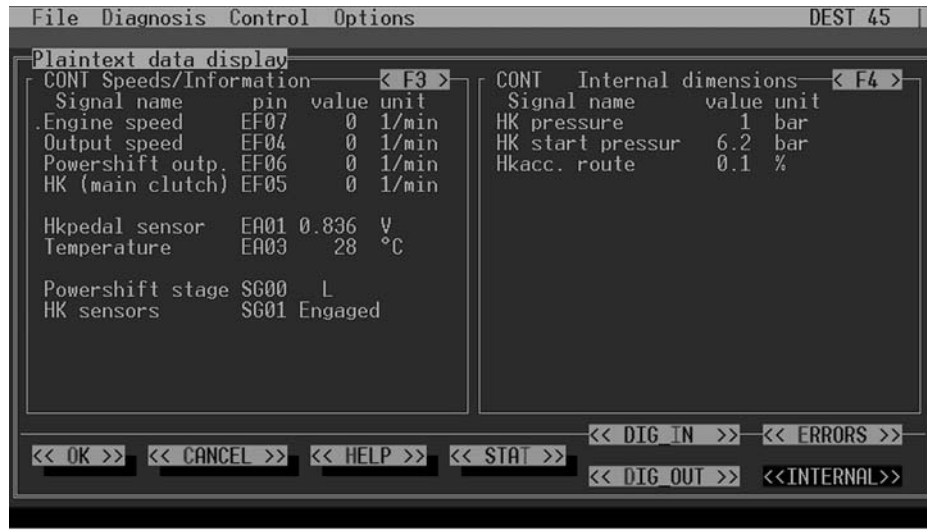 File Diagnosis Control Options DEST 45
Plaintext data display
CONT Speeds/Information < F3 >
Signal name pin value unit
.Engine speed EF07 0 1/min
Output speed EF04 0 1/min
Powershift outp. EF06 0 1/min
HK (main clutch) EF05 0 1/min
Hkpedal sensor EA01 0.836 V
Temperature EA03 28 °C
Powershift stage SG00 L
HK sensors SG01 Engaged
CONT Internal dimensions < F4 >
Signal name value unit
HK pressure 1 bar
HK start pressur 6.2 bar
Hkacc. route 0.1 %
<< DIG_IN >> << ERRORS >>
<< OK >> << CANCEL >> << HELP >> << STAT >>
<< DIG_OUT >> <<INTERNAL>>